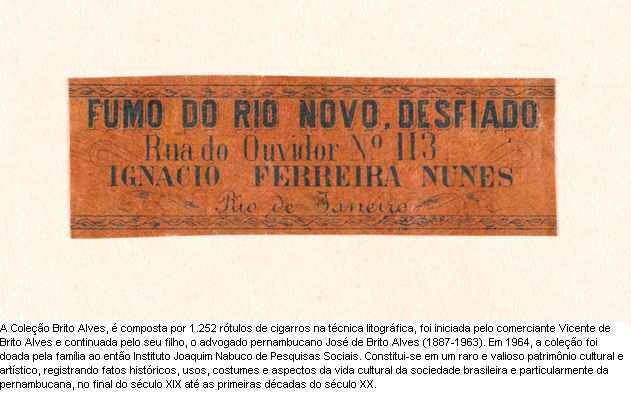 FUMO DO RIO NOVO, DESFIADO
Rua do Ouvidor Nº 113
IGNACIO FERREIRA NUNES
Rio de Janeiro
A Coleção Brito Alves, é composta por 1.252 rótulos de cigarros na técnica litográfica, foi iniciada pelo comerciante Vicente de
Brito Alves e continuada pelo seu filho, o advogado pernambucano José de Brito Alves (1887-1963). Em 1964, a coleção foi
doada pela família ao então Instituto Joaquim Nabuco de Pesquisas Sociais. Constitui-se em um raro e valioso patrimônio cultural e
artístico, registrando fatos históricos, usos, costumes e aspectos da vida cultural da sociedade brasileira e particularmente da
pernambucana, no final do século XIX até as primeiras décadas do século XX.